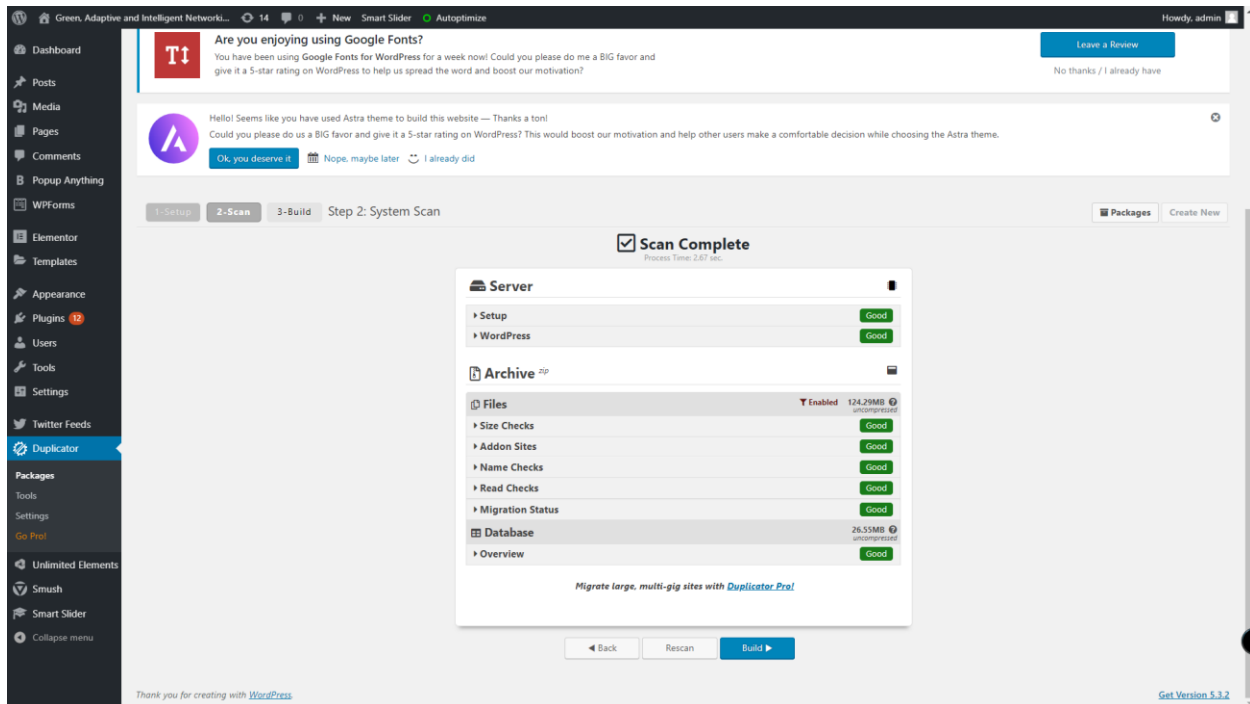 Green, Adaptive and Intelligent Networki... 14 0 New Smart Slider Autoptimize Howdy, admin
Dashboard
Posts
Media
Pages
Comments
Popup Anything
WPForms
Elementor
Templates
Appearance
Plugins 12
Users
Tools
Settings
Twitter Feeds
Duplicator
Packages
Tools
Settings
Go Pro!
Unlimited Elements
Smush
Smart Slider
Collapse menu
Are you enjoying using Google Fonts?
You have been using Google Fonts for WordPress for a week now! Could you please do me a BIG favor and
give it a 5-star rating on WordPress to help us spread the word and boost our motivation?
Leave a Review
No thanks / I already have
Hello! Seems like you have used Astra theme to build this website — Thanks a ton!
Could you please do us a BIG favor and give it a 5-star rating on WordPress? This would boost our motivation and help other users make a comfortable decision while choosing the Astra theme.
Ok, you deserve it Nope, maybe later I already did
1-Setup 2-Scan 3-Build Step 2: System Scan Packages Create New
Scan Complete
Process Time: 2.67 sec.
Server
Setup Good
WordPress Good
Archive zip
Files Enabled 124.29MB
uncompressed
Size Checks Good
Addon Sites Good
Name Checks Good
Read Checks Good
Migration Status Good
Database 26.55MB
uncompressed
Overview Good
Migrate large, multi-gig sites with Duplicator Pro!
Back Rescan Build
Thank you for creating with WordPress. Get Version 5.3.2